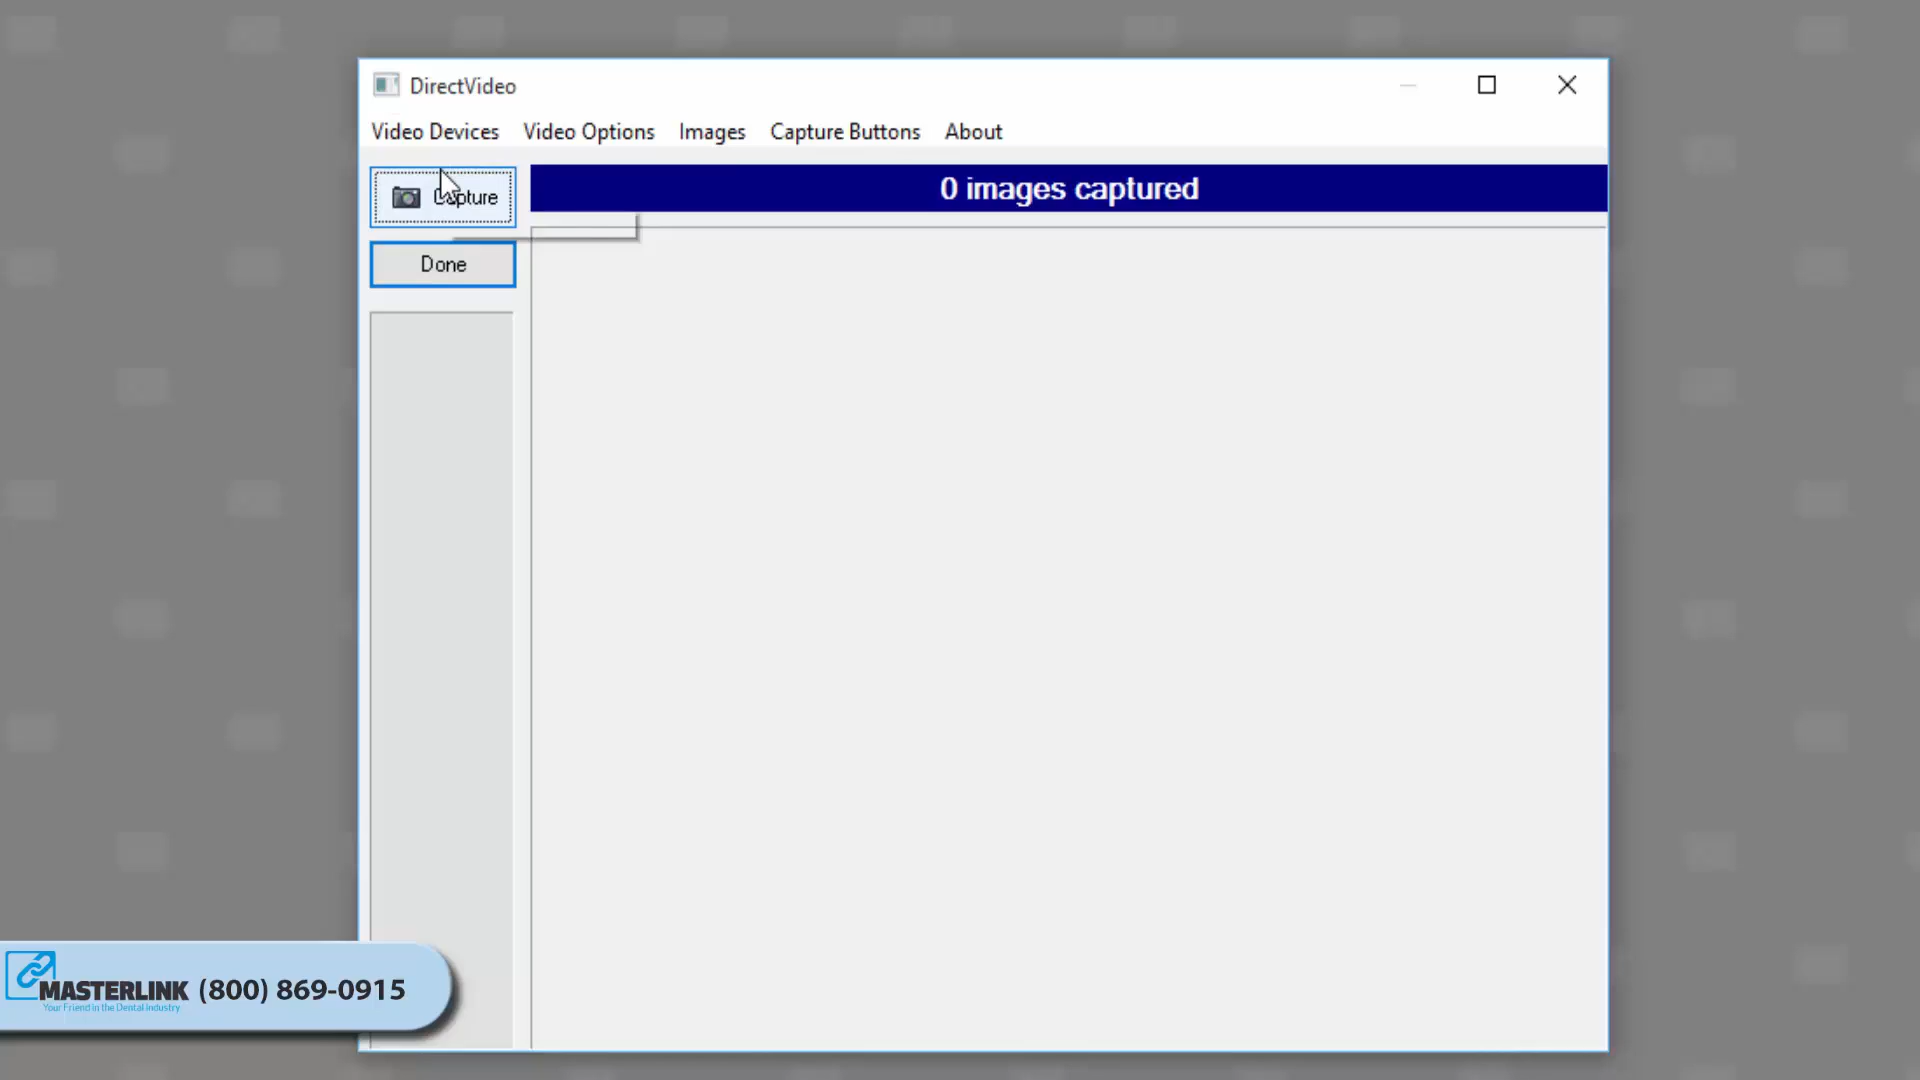 DirectVideo
Video Devices Video Options Images Capture Buttons About
Capture
0 images captured
Done
MASTERLINK (800) 869-0915
Your Friend in the Dental Industry